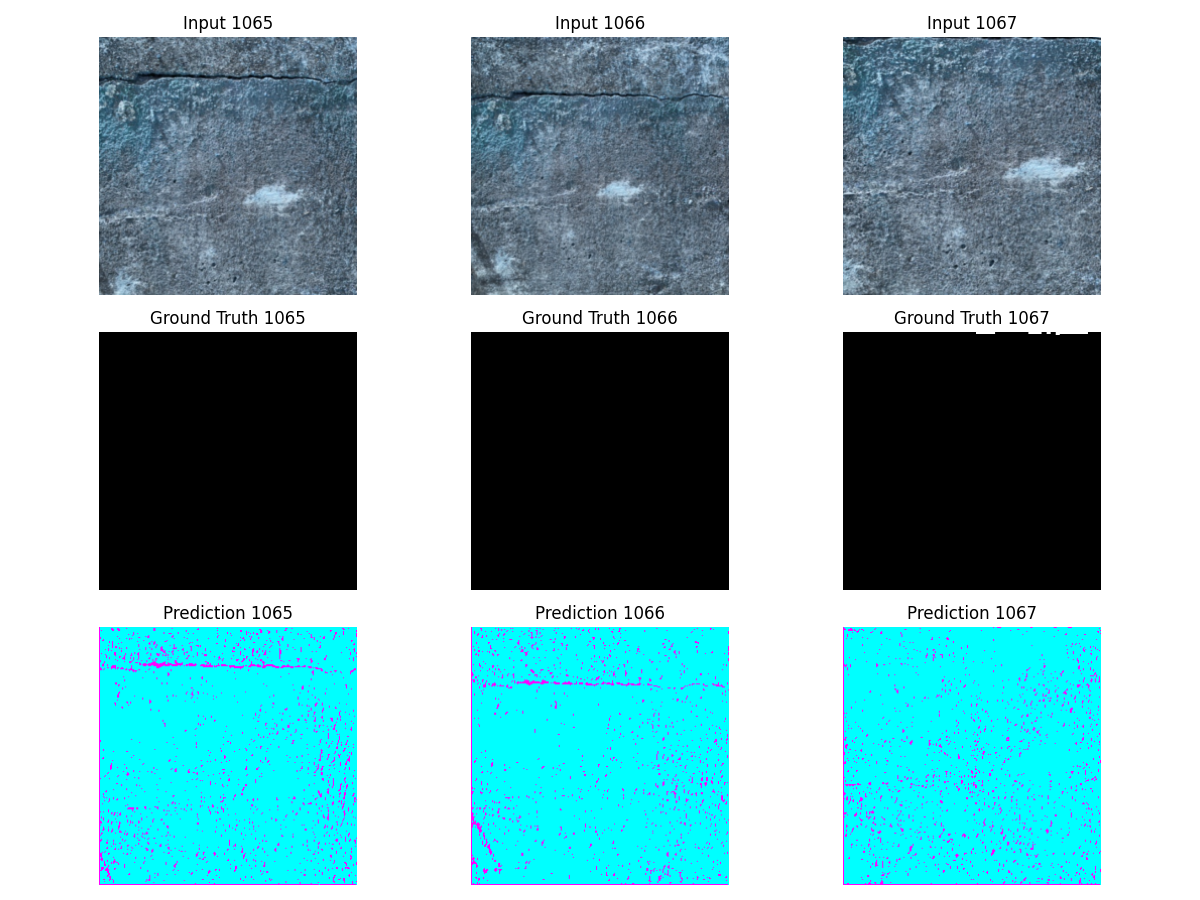 Input 1065
Input 1066
Input 1067
Ground Truth 1065
Ground Truth 1066
Ground Truth 1067
Prediction 1065
Prediction 1066
Prediction 1067